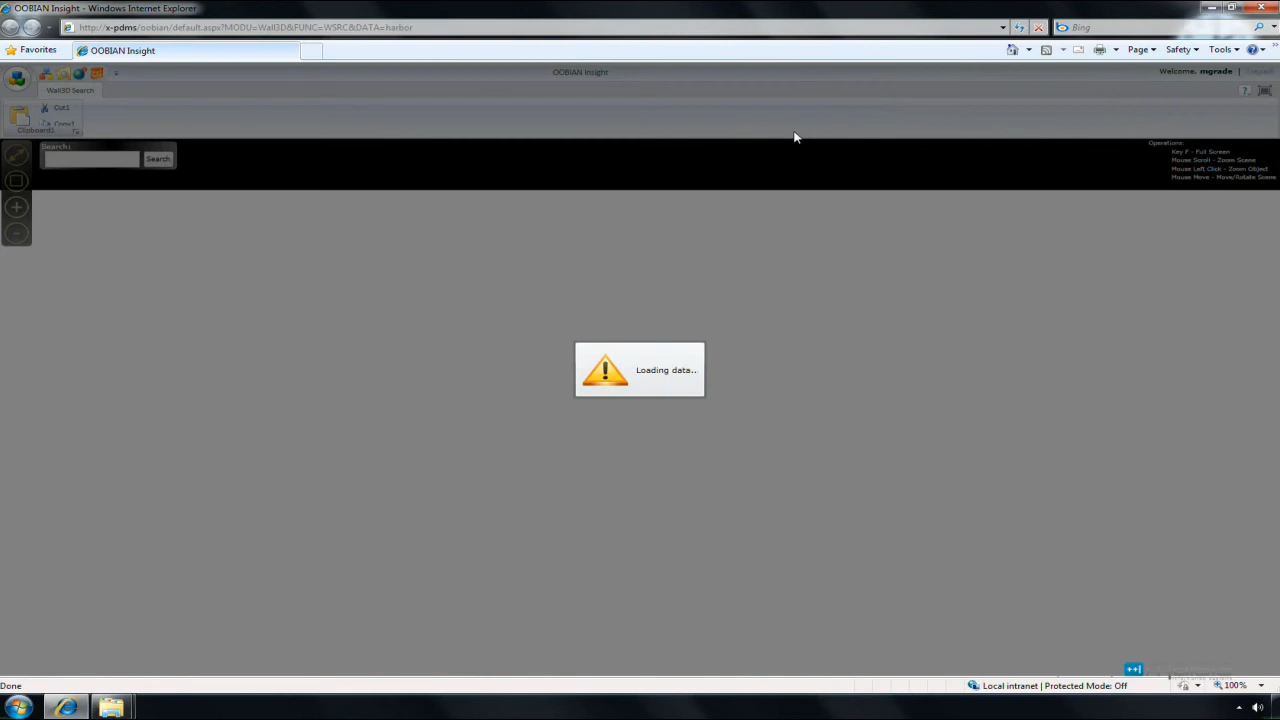 OOBIAN Insight - Windows Internet Explorer
http://x-pdms/oobian/default.aspx?MODU=Wall3D&FUNC=WSRC&DATA=harbor
Bing
Favorites
OOBIAN Insight
Page
Safety
Tools
OOBIAN Insight
Welcome, mgrade |
Wall3D Search
Cut1
Copy1
Clipboard1
Search:
Search
Operations:
Key F - Full Screen
Mouse Scroll - Zoom Scene
Mouse Left Click - Zoom Object
Mouse Move - Move/Rotate Scene
Loading data..
Done
Local intranet | Protected Mode: Off
100%